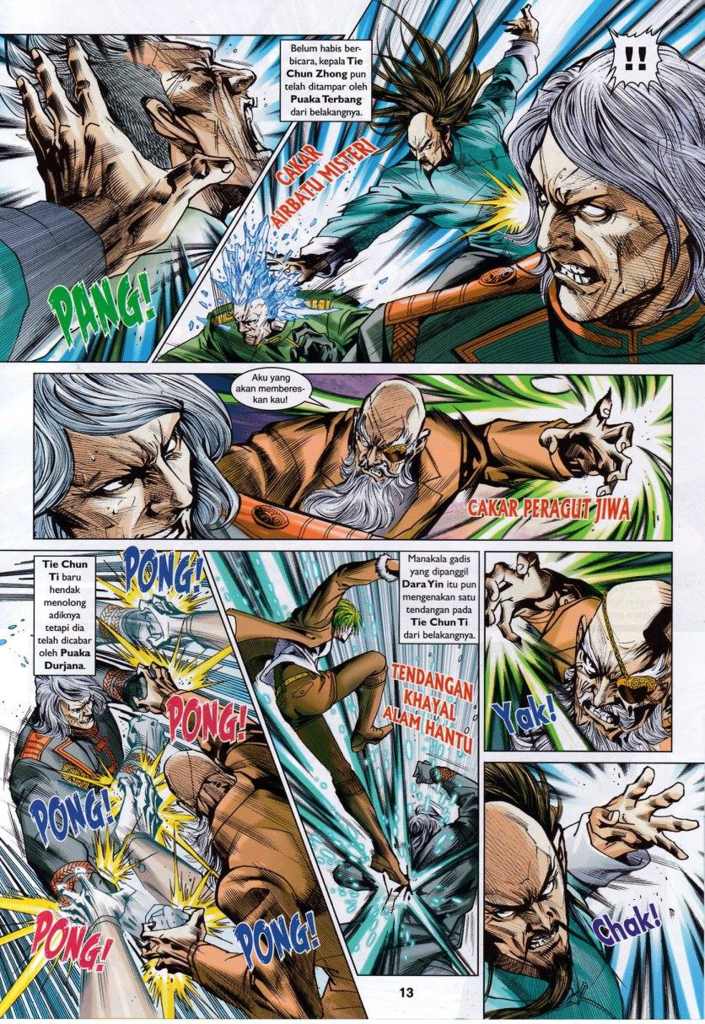 Belum habis ber-
bicara, kepala Tie
Chun Zhong pun
telah ditampar oleh
Puaka Terbang
dari belakangnya.
!!
CAKAR
AIRBATU MISTERI
PANG!
Aku yang
akan memberes-
kan kau!
CAKAR PERAGUT JIWA
Tie Chun
Ti baru
hendak
menolong
adiknya
tetapi dia
telah dicabar
oleh Puaka
Durjana.
PONG!
PONG!
PONG!
PONG!
PONG!
Manakala gadis
yang dipanggil
Dara Yin itu pun
mengenakan satu
tendangan pada
Tie Chun Ti
dari belakangnya.
TENDANGAN
KHAYAL
ALAM HANTU
Yak!
Chak!
13